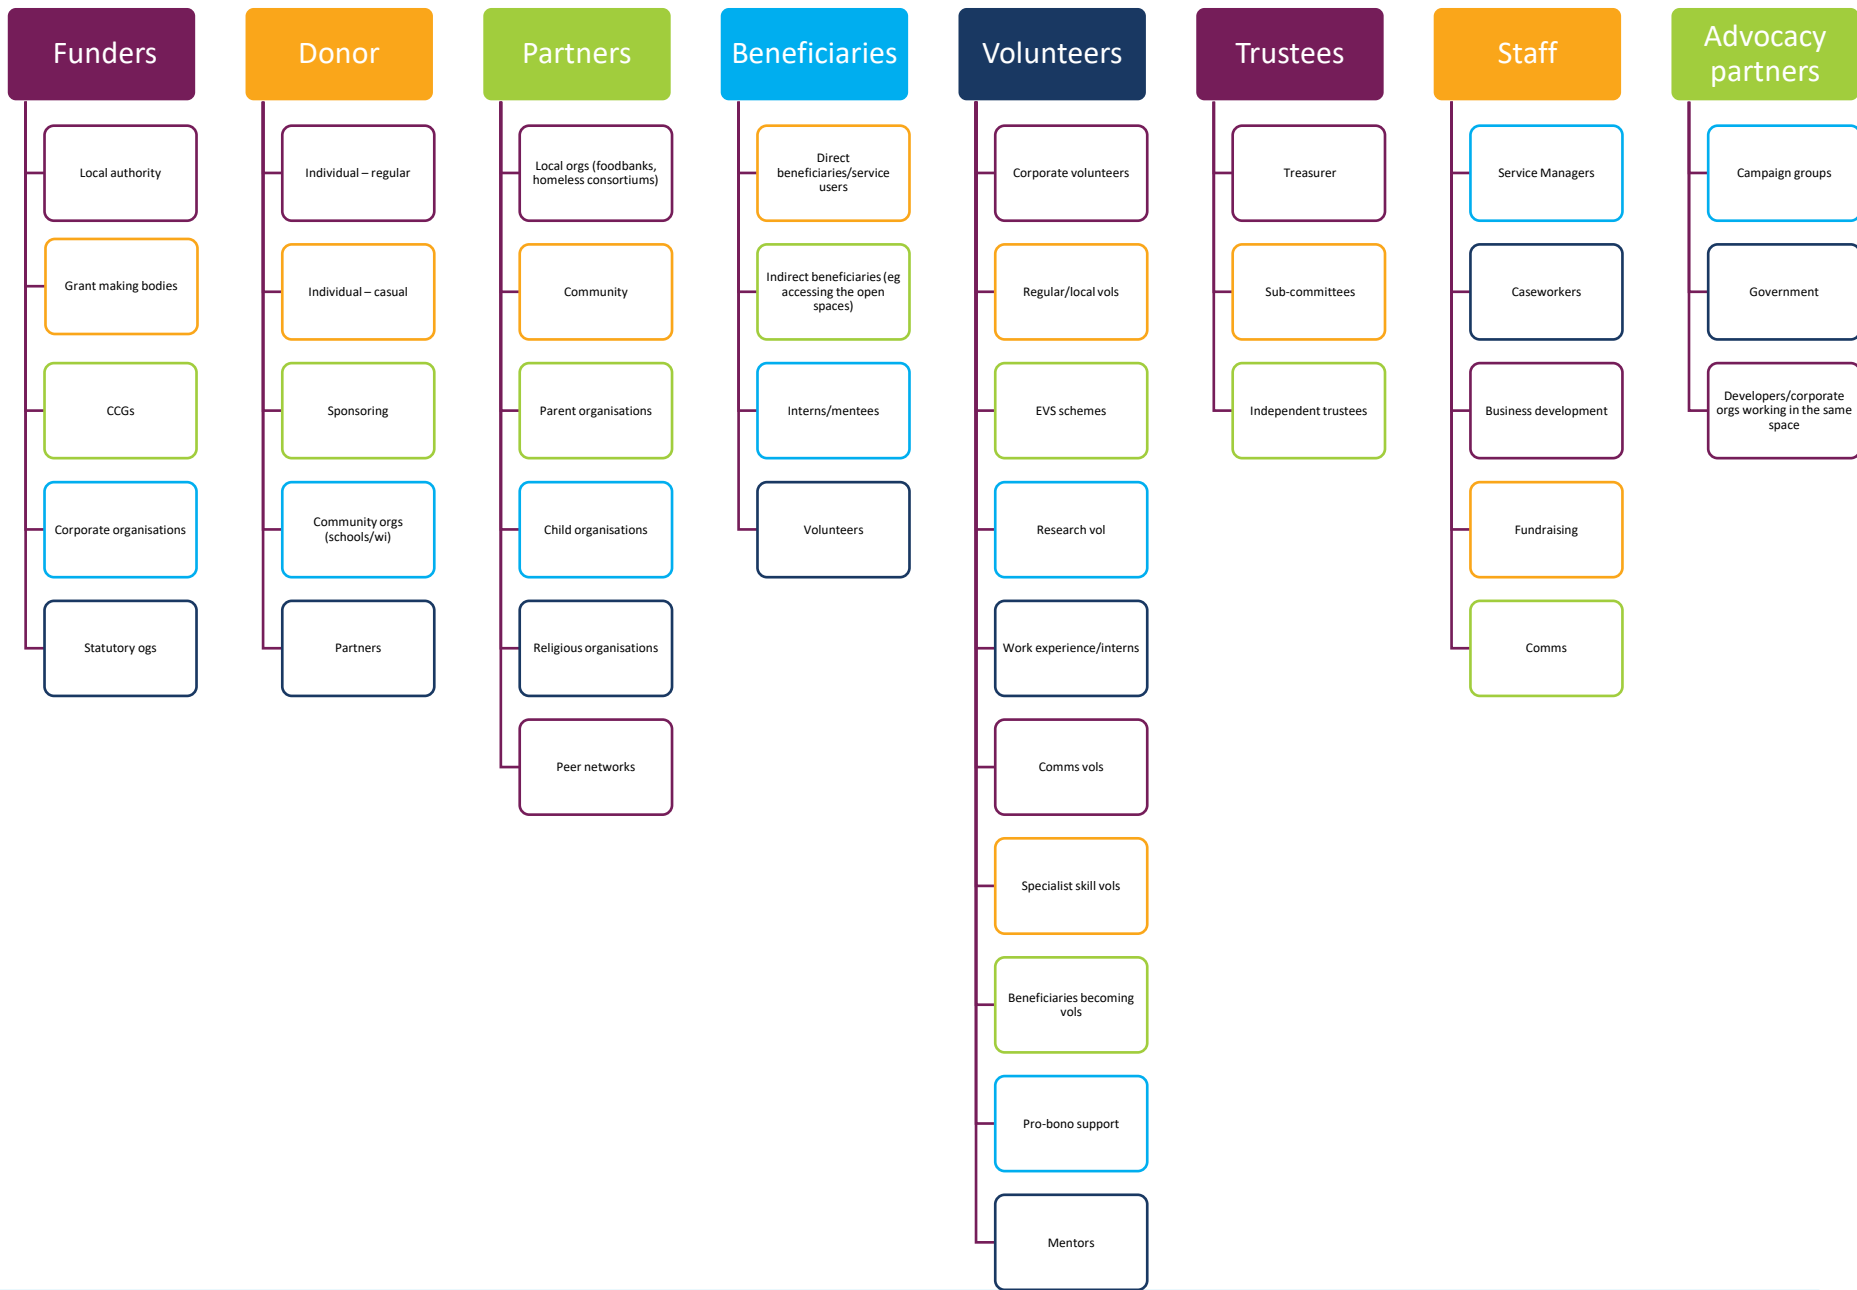 Funders
Local authority
Grant making bodies
CCGs
Corporate organisations
Statutory ogs
Donor
Individual – regular
Individual – casual
Sponsoring
Community orgs
(schools/wi)
Partners
Partners
Local orgs (foodbanks,
homeless consortiums)
Community
Parent organisations
Child organisations
Religious organisations
Peer networks
Beneficiaries
Direct
beneficiaries/service
users
Indirect beneficiaries (eg
accessing the open
spaces)
Interns/mentees
Volunteers
Volunteers
Corporate volunteers
Regular/local vols
EVS schemes
Research vol
Work experience/interns
Comms vols
Specialist skill vols
Beneficiaries becoming
vols
Pro-bono support
Mentors
Trustees
Treasurer
Sub-committees
Independent trustees
Staff
Service Managers
Caseworkers
Business development
Fundraising
Comms
Advocacy
partners
Campaign groups
Government
Developers/corporate
orgs working in the same
space